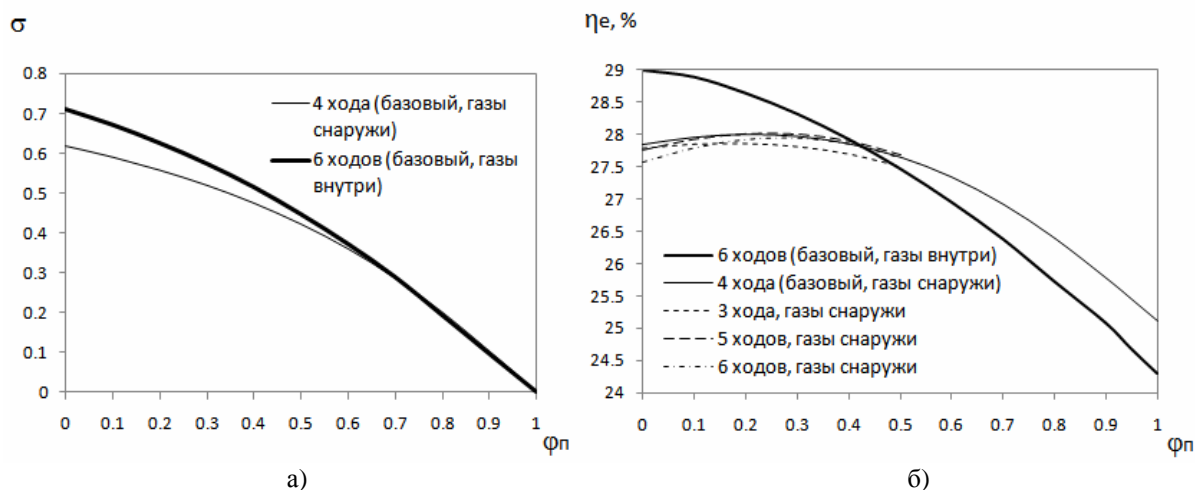 σ
0.8
0.7
0.6
0.5
0.4
0.3
0.2
0.1
0
4 хода (базовый, газы
снаружи)
6 ходов (базовый, газы
внутри)
0 0.1 0.2 0.3 0.4 0.5 0.6 0.7 0.8 0.9 1
φп
а)
ηe, %
29
28.5
28
27.5
27
26.5
26
25.5
25
24.5
24
6 ходов (базовый, газы внутри)
4 хода (базовый, газы снаружи)
3 хода, газы снаружи
5 ходов, газы снаружи
6 ходов, газы снаружи
0 0.1 0.2 0.3 0.4 0.5 0.6 0.7 0.8 0.9 1
φп
б)